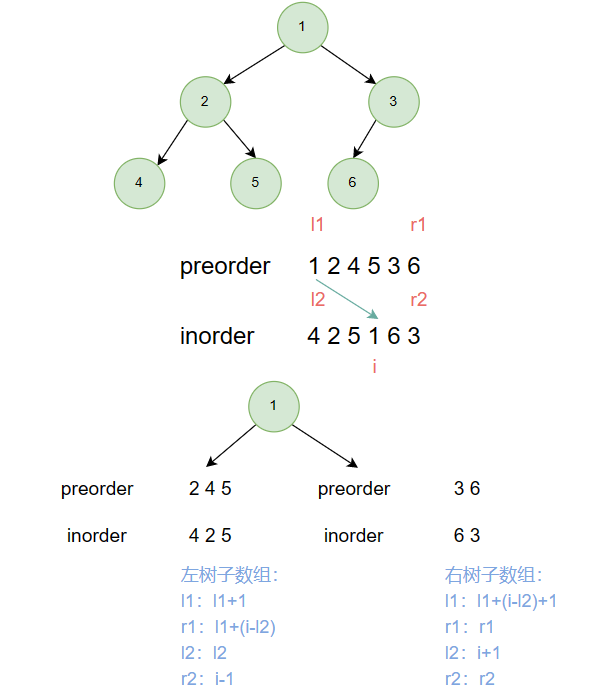 1
2 3
4 5 6
l1 r1
preorder 1 2 4 5 3 6
l2 r2
inorder 4 2 5 1 6 3
i
1
preorder 2 4 5 preorder 3 6
inorder 4 2 5 inorder 6 3
左树子数组: 右树子数组:
l1: l1+1 l1: l1+(i-l2)+1
r1: l1+(i-l2) r1: r1
l2: l2 l2: i+1
r2: i-1 r2: r2